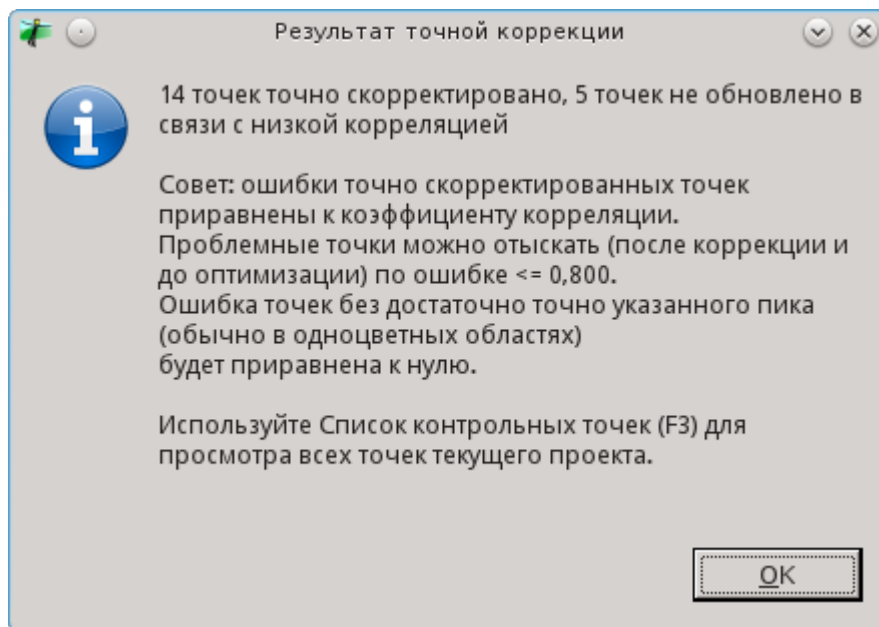 Результат точной коррекции
14 точек точно скорректировано, 5 точек не обновлено в
связи с низкой корреляцией
Совет: ошибки точно скорректированных точек
приравнены к коэффициенту корреляции.
Проблемные точки можно отыскать (после коррекции и
до оптимизации) по ошибке <= 0,800.
Ошибка точек без достаточно точно указанного пика
(обычно в одноцветных областях)
будет приравнена к нулю.
Используйте Список контрольных точек (F3) для
просмотра всех точек текущего проекта.
OK